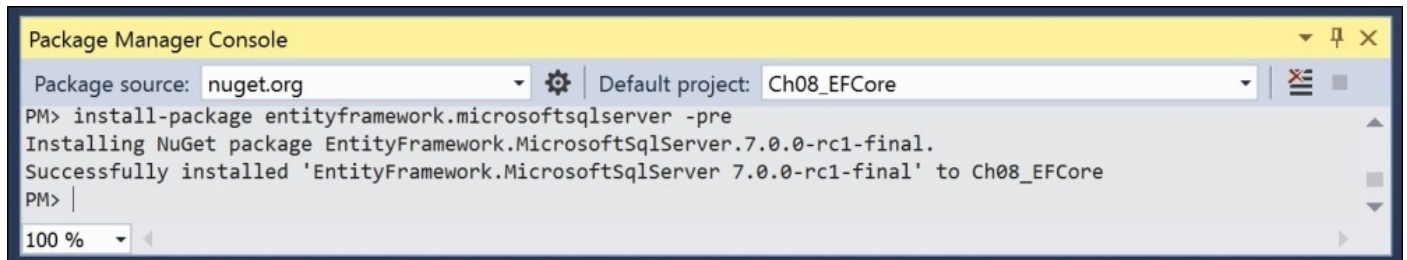 Package Manager Console
Package source: nuget.org Default project: Ch08_EFCore
PM> install-package entityframework.microsoftsqlserver -pre
Installing NuGet package EntityFramework.MicrosoftSqlServer.7.0.0-rc1-final.
Successfully installed 'EntityFramework.MicrosoftSqlServer 7.0.0-rc1-final' to Ch08_EFCore
PM>
100 %